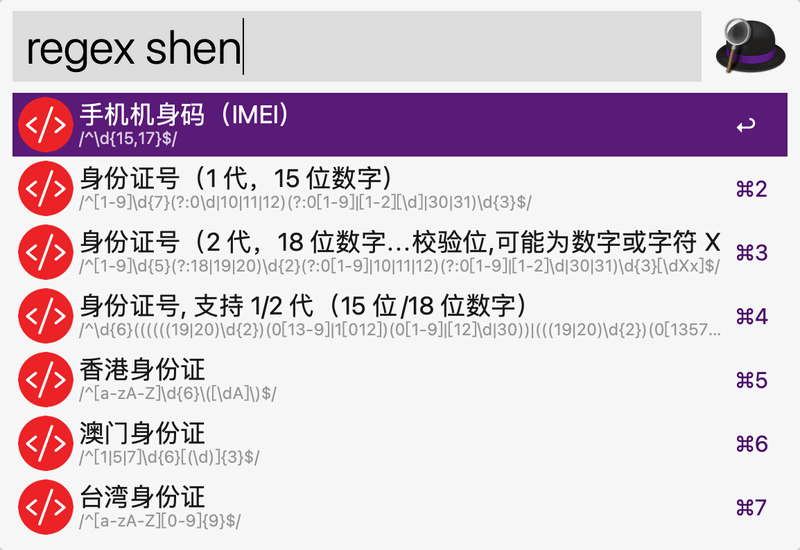 regex shen
手机机身码（IMEI）
/^\d{15,17}$/
身份证号（1 代，15 位数字）
/^[1-9]\d{7}(?:0\d|10|11|12)(?:0[1-9]|[1-2][\d]|30|31)\d{3}$/
⌘2
身份证号（2 代，18 位数字…校验位,可能为数字或字符 X
/^[1-9]\d{5}(?:18|19|20)\d{2}(?:0[1-9]|10|11|12)(?:0[1-9]|[1-2]\d|30|31)\d{3}[\dXx]$/
⌘3
身份证号, 支持 1/2 代（15 位/18 位数字）
/^\d{6}((((((19|20)\d{2})(0[13-9]|1[012])(0[1-9]|[12]\d|30))|(((19|20)\d{2})(0[1357...
⌘4
香港身份证
/^[a-zA-Z]\d{6}\([\dA]\)$/
⌘5
澳门身份证
/^[1|5|7]\d{6}[(\d)]{3}$/
⌘6
台湾身份证
/^[a-zA-Z][0-9]{9}$/
⌘7